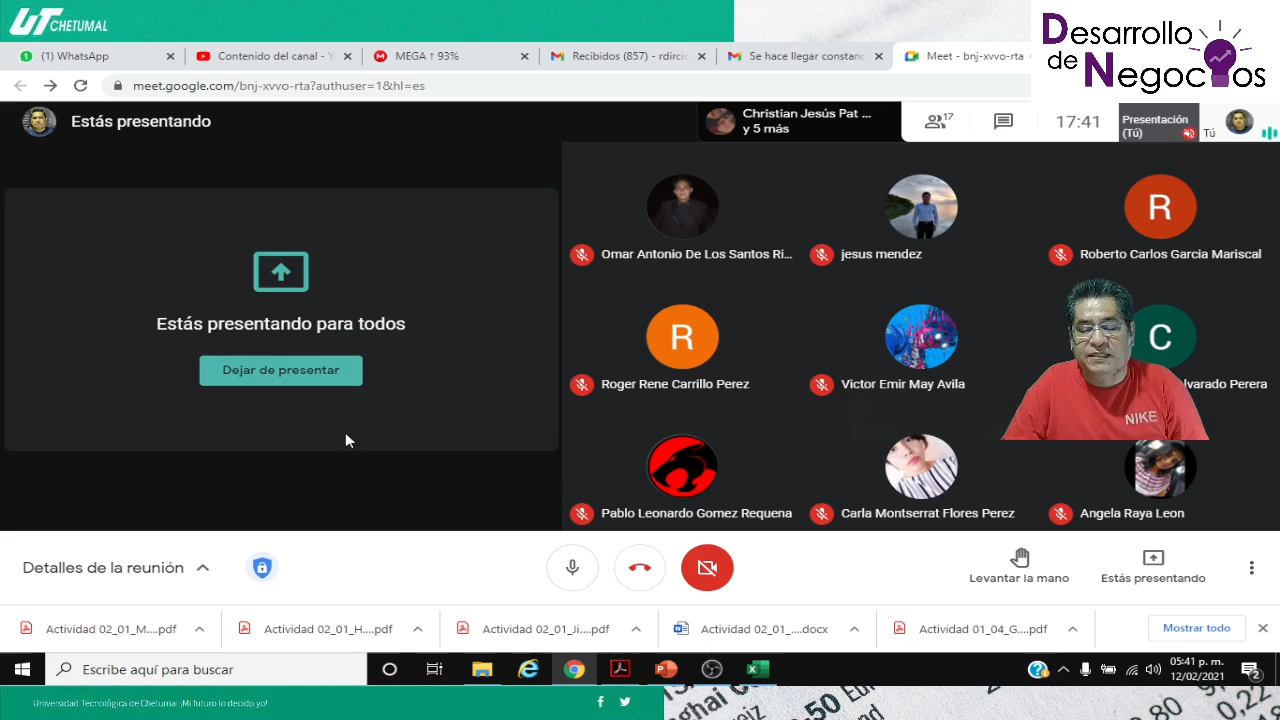 UT CHETUMAL
Desarrollo
de Negocios
(1) WhatsApp
Contenido del canal - Y
MEGA ↑ 93%
Recibidos (857) - rdircio
Se hace llegar constanc
Meet - bnj-xvvo-rta
meet.google.com/bnj-xvvo-rta?authuser=1&hl=es
Estás presentando
Christian Jesús Pat ...
y 5 más
17
17:41
Presentación
(Tú)
Tú
Estás presentando para todos
Dejar de presentar
Omar Antonio De Los Santos Ri...
jesus mendez
R
Roberto Carlos Garcia Mariscal
R
Roger Rene Carrillo Perez
Victor Emir May Avila
C
lvarado Perera
NIKE
Pablo Leonardo Gomez Requena
Carla Montserrat Flores Perez
Angela Raya Leon
Detalles de la reunión
Levantar la mano
Estás presentando
Actividad 02_01_M....pdf
Actividad 02_01_H....pdf
Actividad 02_01_Ji....pdf
Actividad 02_01_....docx
Actividad 01_04_G....pdf
Mostrar todo
Escribe aquí para buscar
05:41 p. m.
12/02/2021
2
Universidad Tecnológica de Chetumal ¡Mi futuro lo decido yo!